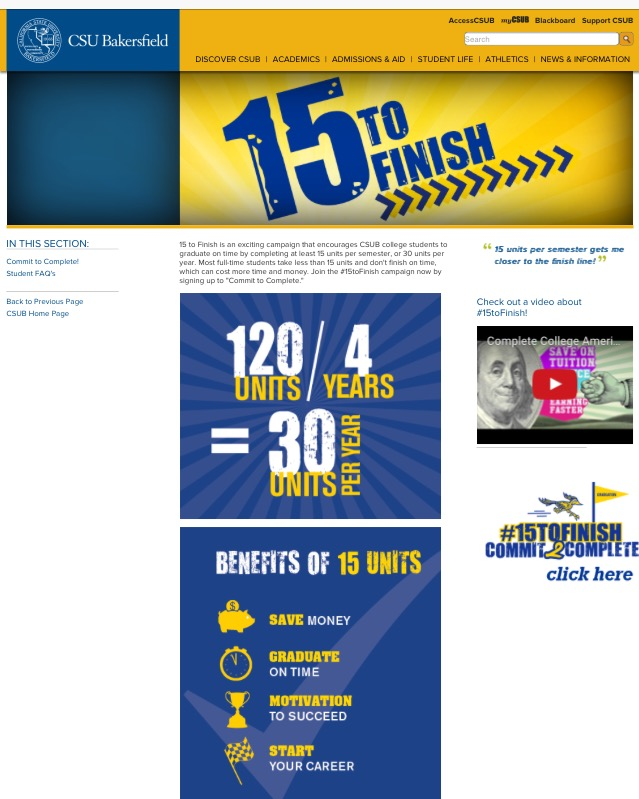 AccessCSUB myCSUB Blackboard Support CSUB
CSU Bakersfield
Search
DISCOVER CSUB | ACADEMICS | ADMISSIONS & AID | STUDENT LIFE | ATHLETICS | NEWS & INFORMATION
15 TO
FINISH
IN THIS SECTION:
Commit to Complete!
Student FAQ's
Back to Previous Page
CSUB Home Page
15 to Finish is an exciting campaign that encourages CSUB college students to
graduate on time by completing at least 15 units per semester, or 30 units per
year. Most full-time students take less than 15 units and don't finish on time,
which can cost more time and money. Join the #15toFinish campaign now by
signing up to "Commit to Complete."
120 / 4
UNITS YEARS
= 30
UNITS
PER YEAR
BENEFITS OF 15 UNITS
SAVE MONEY
GRADUATE
ON TIME
MOTIVATION
TO SUCCEED
START
YOUR CAREER
“ 15 units per semester gets me
closer to the finish line! ”
Check out a video about
#15toFinish!
Complete College Ameri...
SAVE ON
TUITION
EARNING
FASTER
GRADUATION
#15TOFINISH
COMMIT 2 COMPLETE
click here